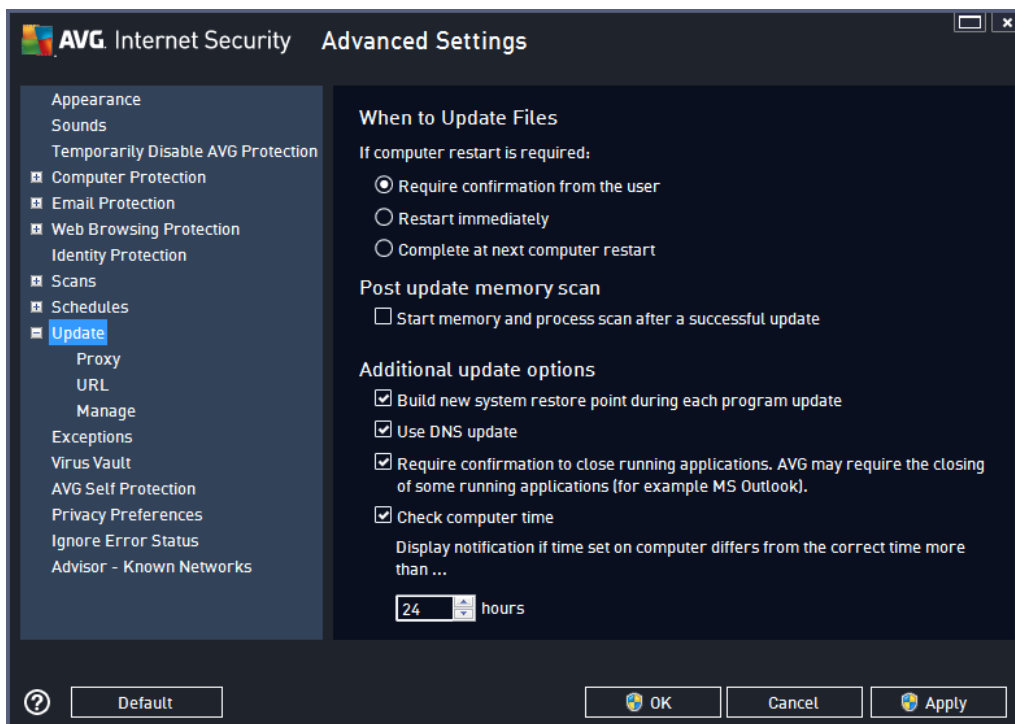 AVG. Internet Security Advanced Settings
Appearance
Sounds
Temporarily Disable AVG Protection
Computer Protection
Email Protection
Web Browsing Protection
Identity Protection
Scans
Schedules
Update
Proxy
URL
Manage
Exceptions
Virus Vault
AVG Self Protection
Privacy Preferences
Ignore Error Status
Advisor - Known Networks
When to Update Files
If computer restart is required:
Require confirmation from the user
Restart immediately
Complete at next computer restart
Post update memory scan
Start memory and process scan after a successful update
Additional update options
Build new system restore point during each program update
Use DNS update
Require confirmation to close running applications. AVG may require the closing
of some running applications (for example MS Outlook).
Check computer time
Display notification if time set on computer differs from the correct time more
than ...
24 hours
? Default OK Cancel Apply